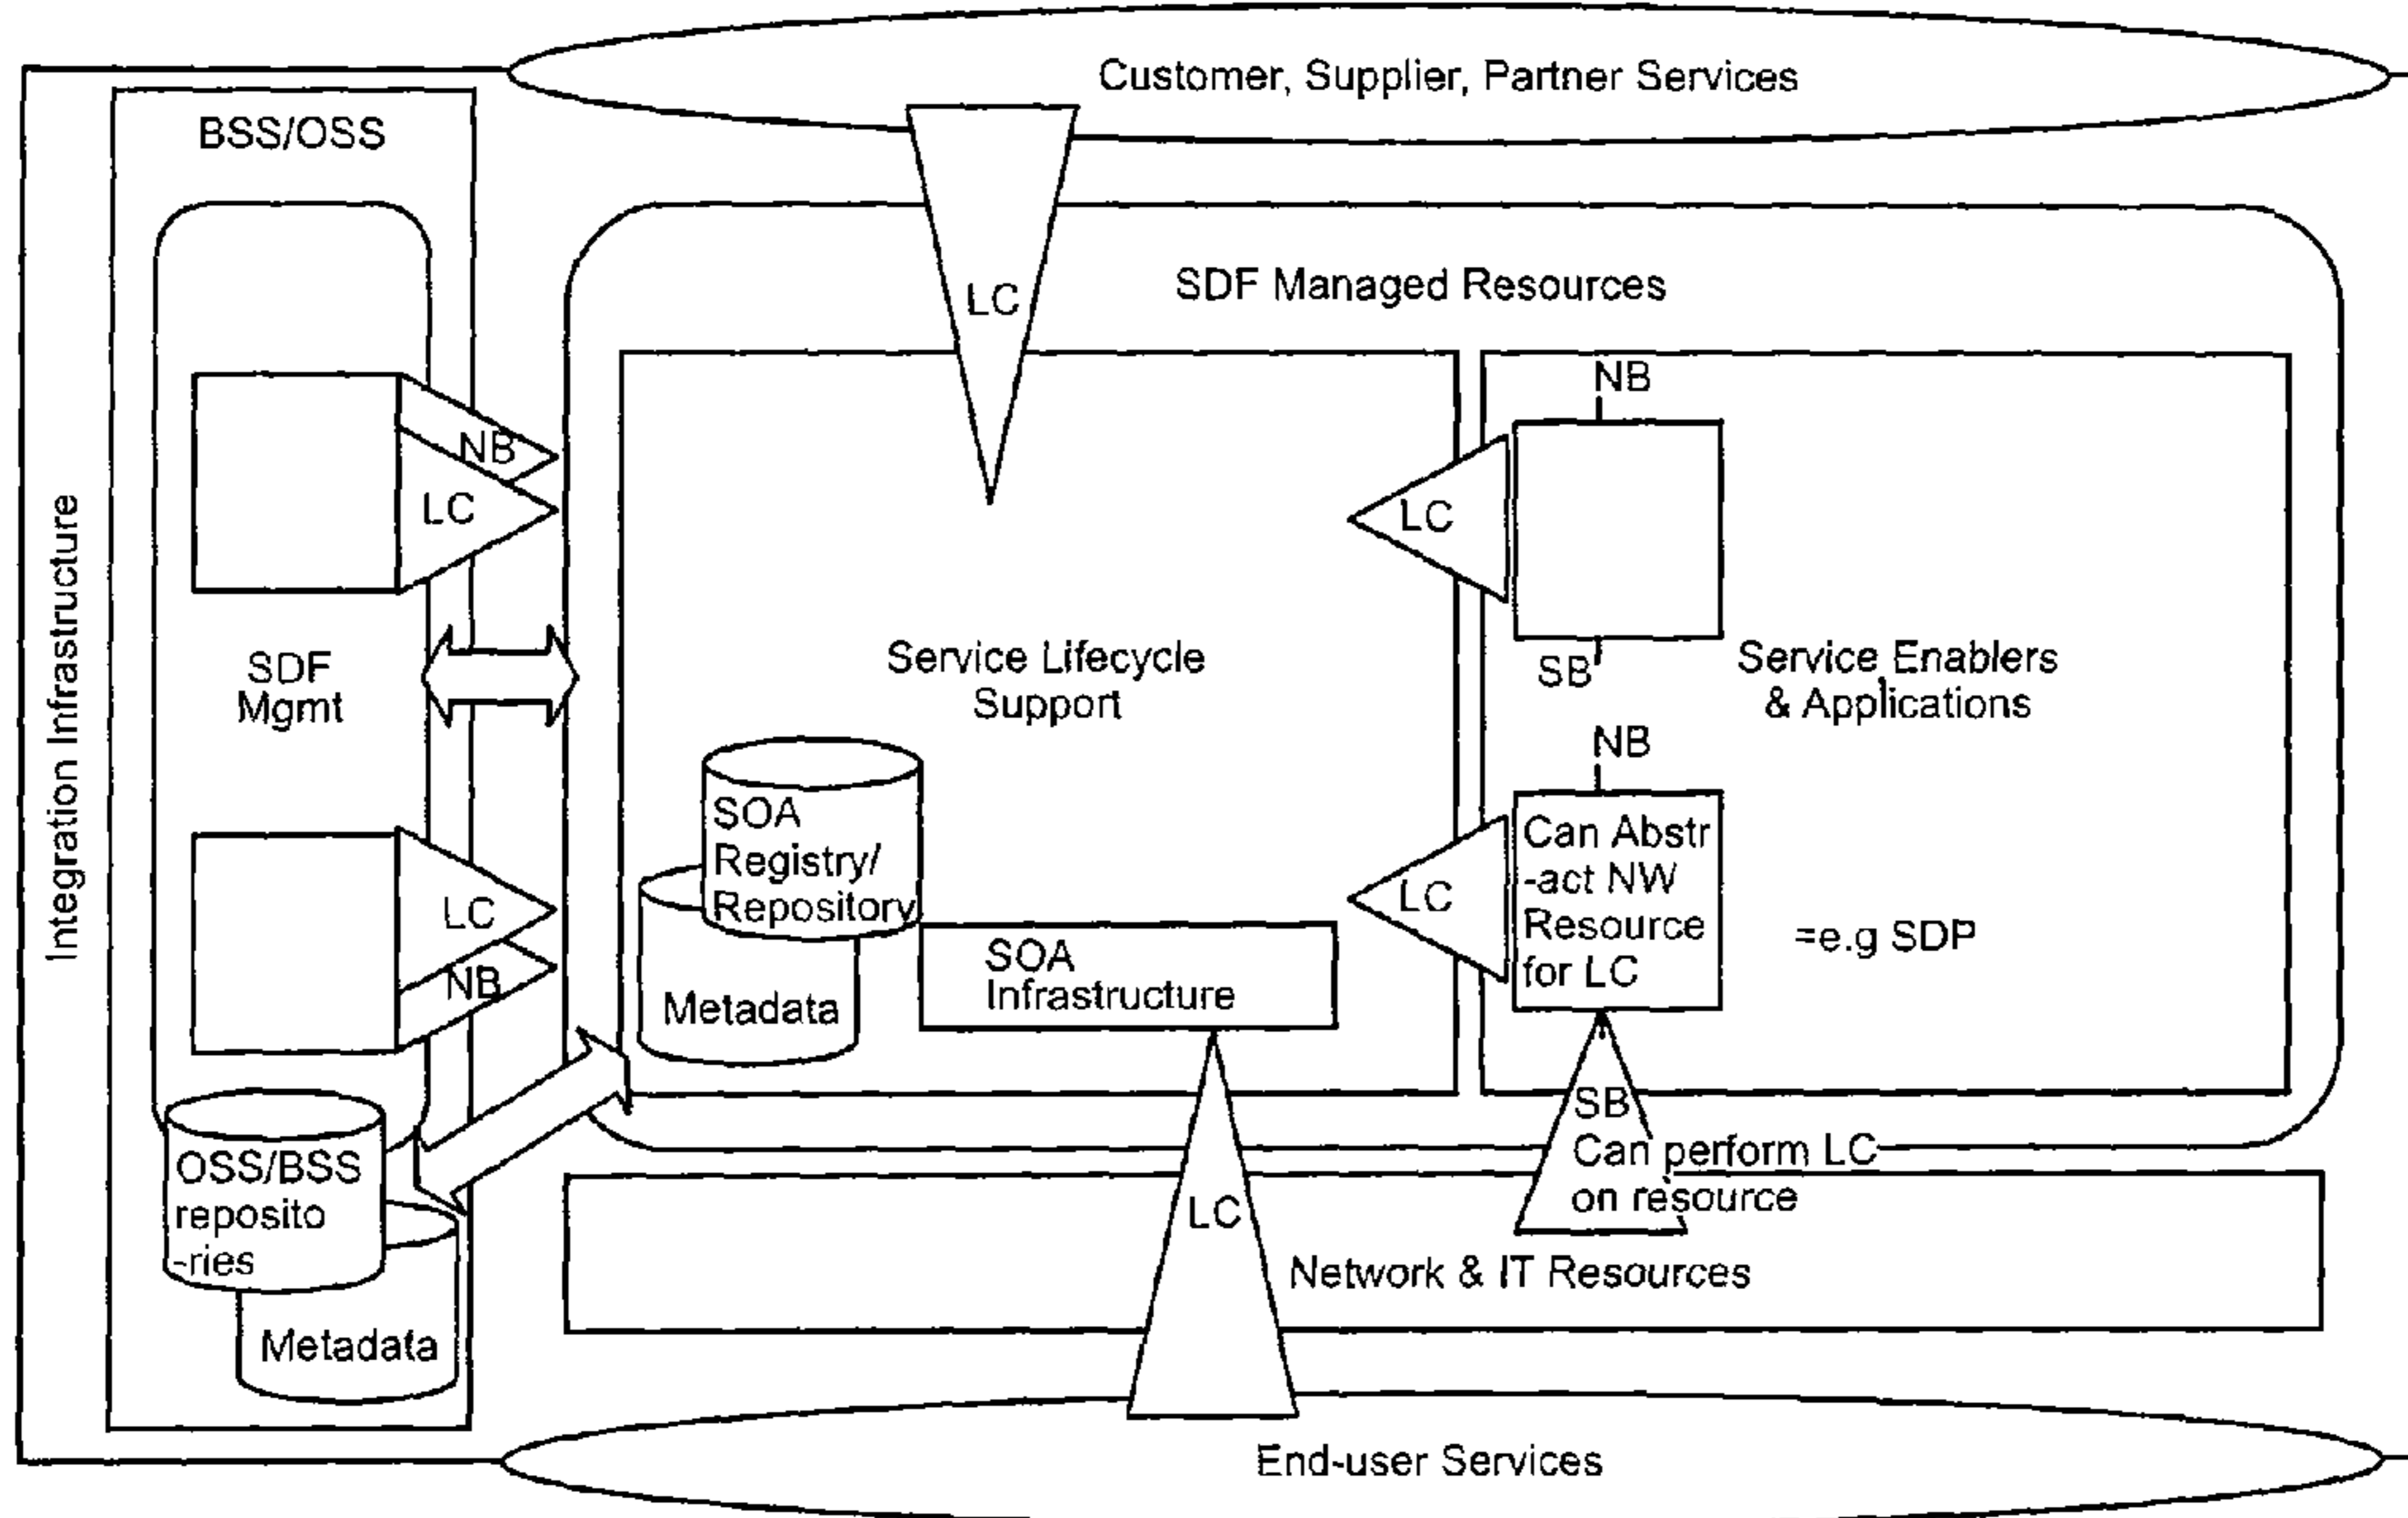 Customer, Supplier, Partner Services
BSS/OSS
Integration Infrastructure
SDF Managed Resources
LC
NB
LC
SDF
Mgmt
LC
NB
OSS/BSS
reposito
-ries
Metadata
Service Lifecycle
Support
SOA
Registry/
Repository
Metadata
SOA
Infrastructure
NB
LC
SB
Service Enablers
& Applications
NB
LC
Can Abstr
-act NW
Resource
for LC
=e.g SDP
SB
Can perform LC
on resource
LC
Network & IT Resources
End-user Services